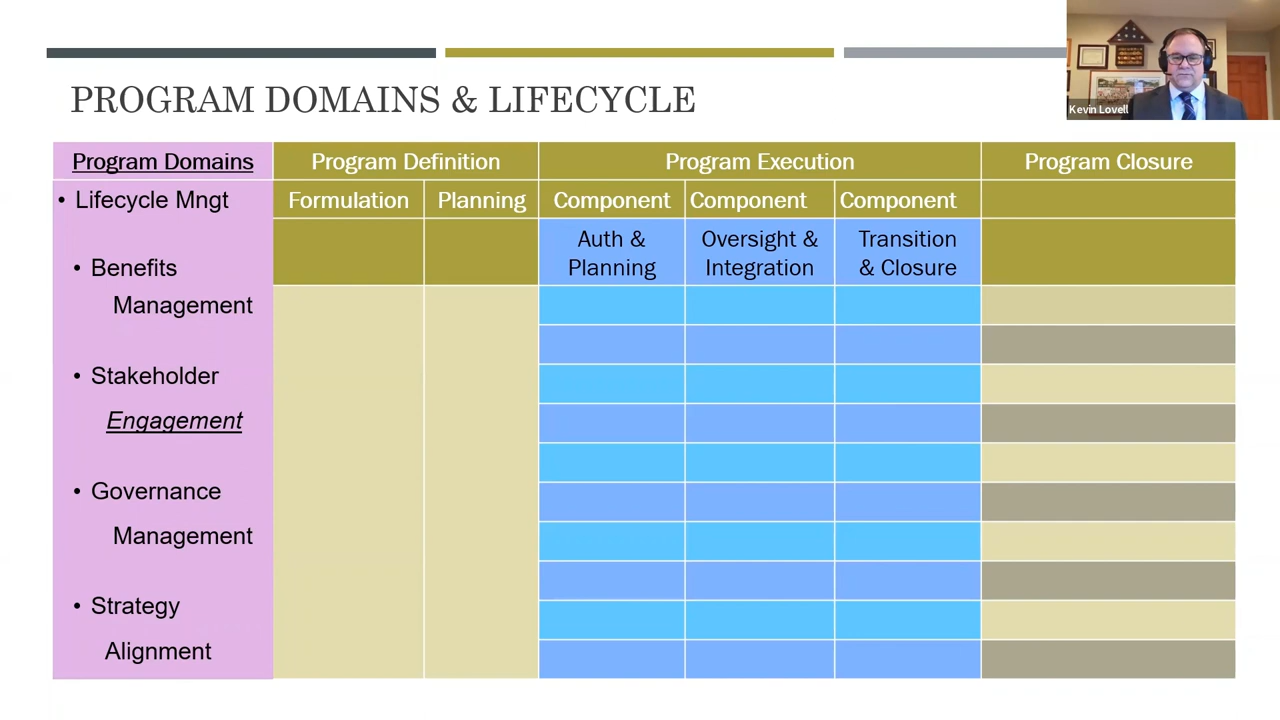 PROGRAM DOMAINS & LIFECYCLE
Kevin Lovell
Program Domains Program Definition Program Execution Program Closure
• Lifecycle Mngt Formulation Planning Component Component Component
Auth & Oversight & Transition
Planning Integration & Closure
• Benefits
Management
• Stakeholder
Engagement
• Governance
Management
• Strategy
Alignment